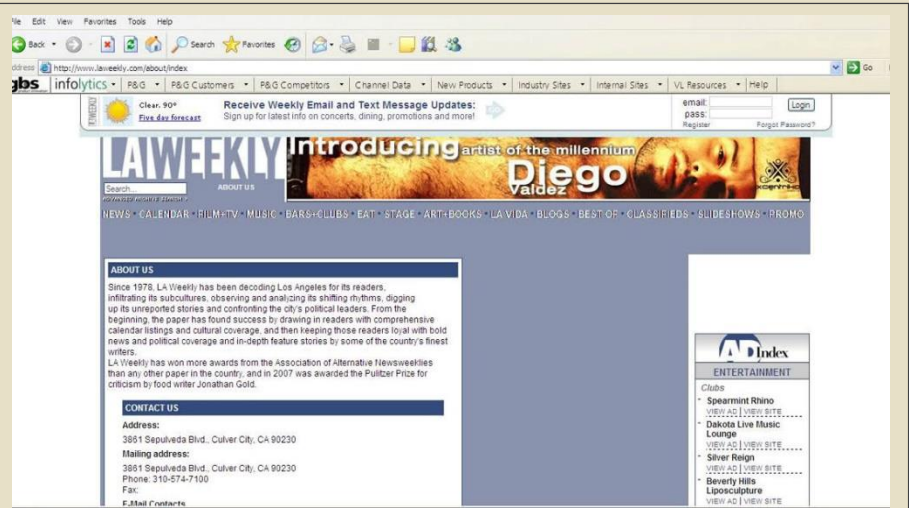 File Edit View Favorites Tools Help
Back Search Favorites
Address http://www.laweekly.com/about/index Go
gbs infolytics P&G P&G Customers P&G Competitors Channel Data New Products Industry Sites Internal Sites VL Resources Help
LAWEEKLY
Clear. 90°
Five day forecast
Receive Weekly Email and Text Message Updates:
Sign up for latest info on concerts, dining, promotions and more!
email: Login
pass:
Register Forgot Password?
LAWEEKLY
Search...
ABOUT US
ADVANCED ARCHIVE SEARCH >
Introducing artist of the millennium
Diego
Valdez
xcentriko
NEWS • CALENDAR • FILM+TV • MUSIC • BARS+CLUBS • EAT • STAGE • ART+BOOKS • LA VIDA • BLOGS • BEST OF • CLASSIFIEDS • SLIDESHOWS • PROMO
ABOUT US
Since 1978, LA Weekly has been decoding Los Angeles for its readers,
infiltrating its subcultures, observing and analyzing its shifting rhythms, digging
up its unreported stories and confronting the city's political leaders. From the
beginning, the paper has found success by drawing in readers with comprehensive
calendar listings and cultural coverage, and then keeping those readers loyal with bold
news and political coverage and in-depth feature stories by some of the country's finest
writers.
LA Weekly has won more awards from the Association of Alternative Newsweeklies
than any other paper in the country, and in 2007 was awarded the Pulitzer Prize for
criticism by food writer Jonathan Gold.
CONTACT US
Address:
3861 Sepulveda Blvd., Culver City, CA 90230
Mailing address:
3861 Sepulveda Blvd., Culver City, CA 90230
Phone: 310-574-7100
Fax:
E-Mail Contacts
AD Index
ENTERTAINMENT
Clubs
Spearmint Rhino
VIEW AD | VIEW SITE
Dakota Live Music
Lounge
VIEW AD | VIEW SITE
Silver Reign
VIEW AD | VIEW SITE
Beverly Hills
Liposculpture
VIEW AD | VIEW SITE